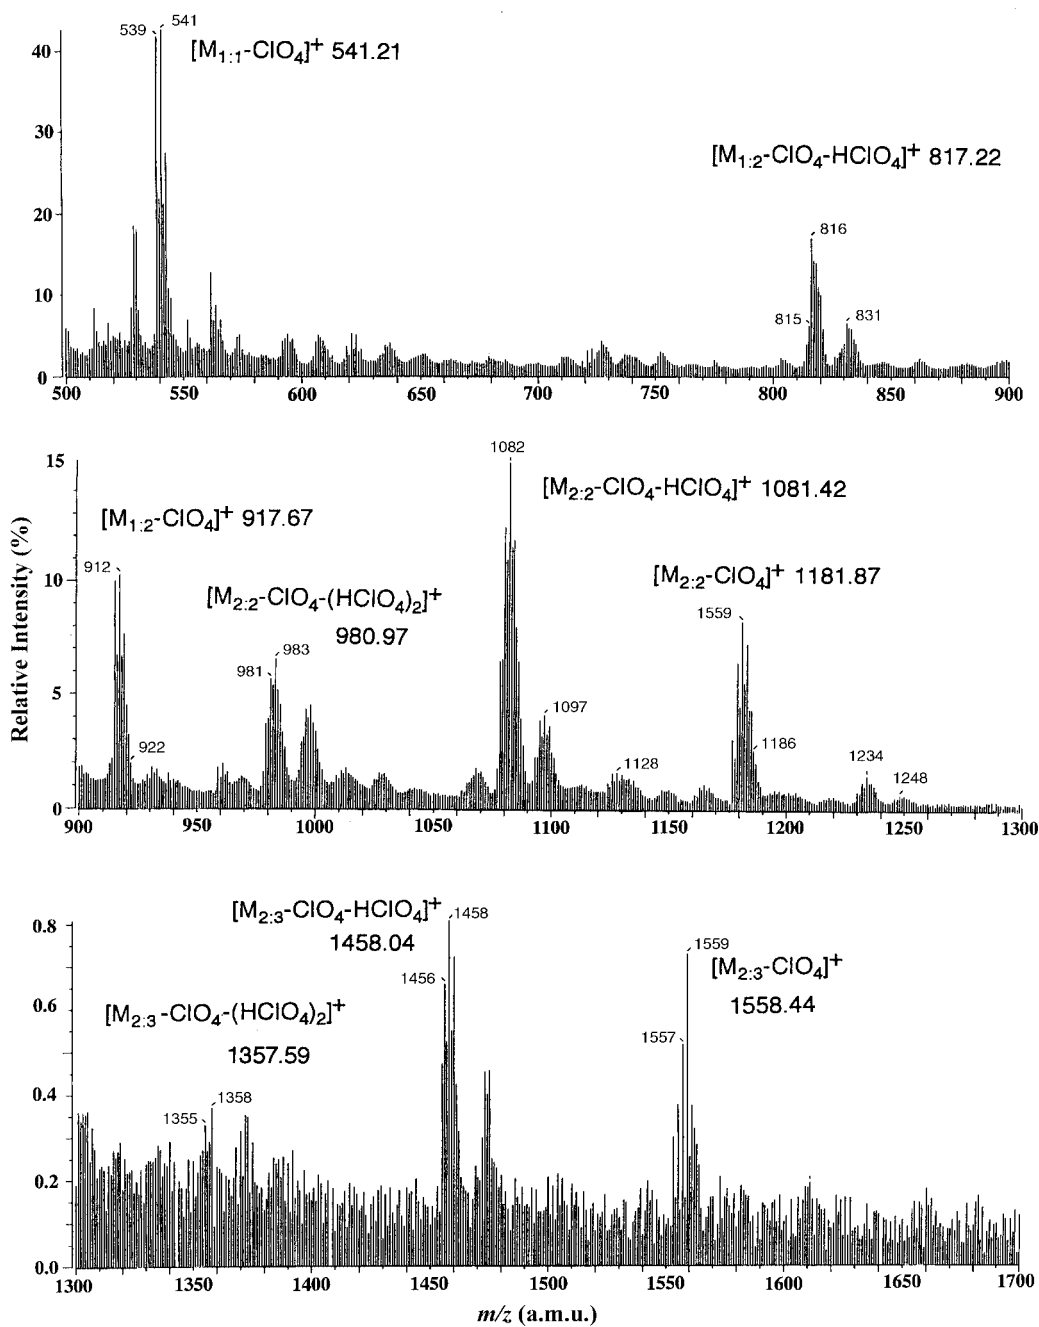 539 541
[M1:1-ClO4]+ 541.21
40
30
[M1:2-ClO4-HClO4]+ 817.22
20
816
815 831
10
0
500 550 600 650 700 750 800 850 900
1082
15
[M2:2-ClO4-HClO4]+ 1081.42
[M1:2-ClO4]+ 917.67
912
10
[M2:2-ClO4]+ 1181.87
[M2:2-ClO4-(HClO4)2]+
980.97
1559
983
981
5
1097
922
1186
1128
1234
1248
0
900 950 1000 1050 1100 1150 1200 1250 1300
Relative Intensity (%)
[M2:3-ClO4-HClO4]+
1458.04
1458
0.8
1456
1559
[M2:3-ClO4]+
1558.44
0.6
[M2:3-ClO4-(HClO4)2]+
1357.59
1557
0.4
1355 1358
0.2
0.0
1300 1350 1400 1450 1500 1550 1600 1650 1700
m/z (a.m.u.)